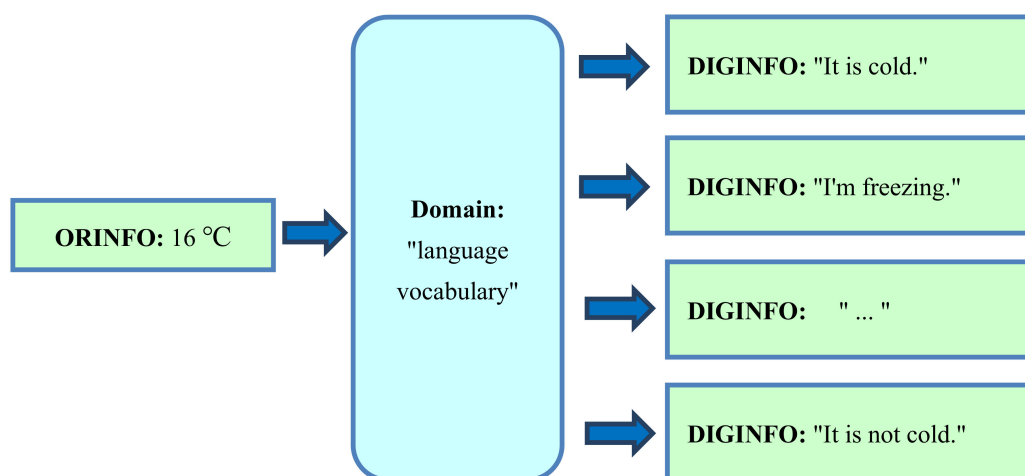 ORINFO: 16 ℃
Domain:
"language
vocabulary"
DIGINFO: "It is cold."
DIGINFO: "I'm freezing."
DIGINFO: " ... "
DIGINFO: "It is not cold."